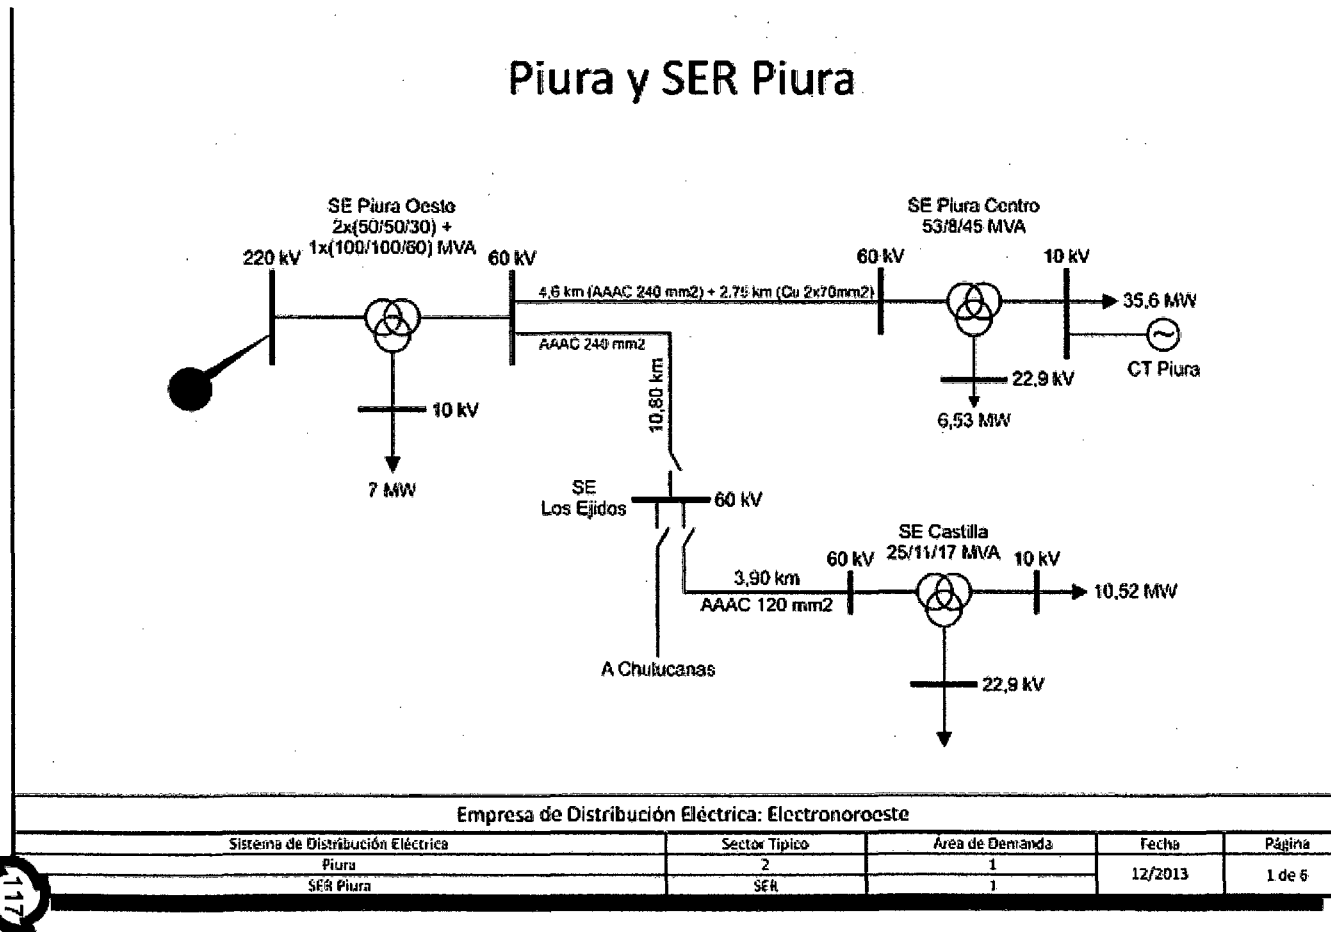 Piura y SER Piura
SE Piura Oeste
2x(50/50/30) +
1x(100/100/60) MVA
220 kV
60 kV
10 kV
7 MW
4,6 km (AAAC 240 mm2) + 2,75 km (Cu 2x70mm2)
AAAC 240 mm2
10,80 km
SE Piura Centro
53/8/45 MVA
60 kV
10 kV
35,6 MW
CT Piura
22,9 kV
6,53 MW
SE
Los Ejidos
60 kV
A Chulucanas
3,90 km
AAAC 120 mm2
SE Castilla
25/11/17 MVA
60 kV
10 kV
10,52 MW
22,9 kV
Empresa de Distribución Eléctrica: Electronoroeste
Sistema de Distribución Eléctrica Sector Típico Área de Demanda Fecha Página
Piura 2 1 12/2013 1 de 6
SER Piura SER 1
117